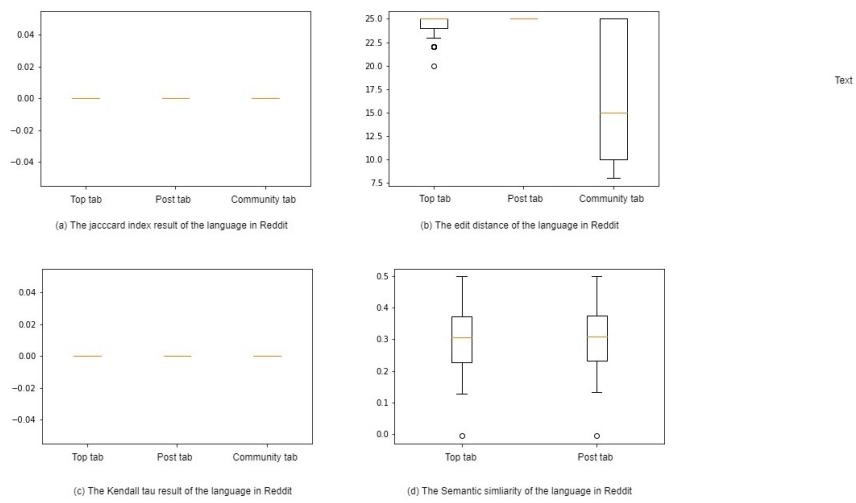 0.04
0.02
0.00
−0.02
−0.04
Top tab Post tab Community tab
(a) The jacccard index result of the language in Reddit
25.0
22.5
20.0
17.5
15.0
12.5
10.0
7.5
Top tab Post tab Community tab
(b) The edit distance of the language in Reddit
Text
0.04
0.02
0.00
−0.02
−0.04
Top tab Post tab Community tab
(c) The Kendall tau result of the language in Reddit
0.5
0.4
0.3
0.2
0.1
0.0
Top tab Post tab
(d) The Semantic simliarity of the language in Reddit